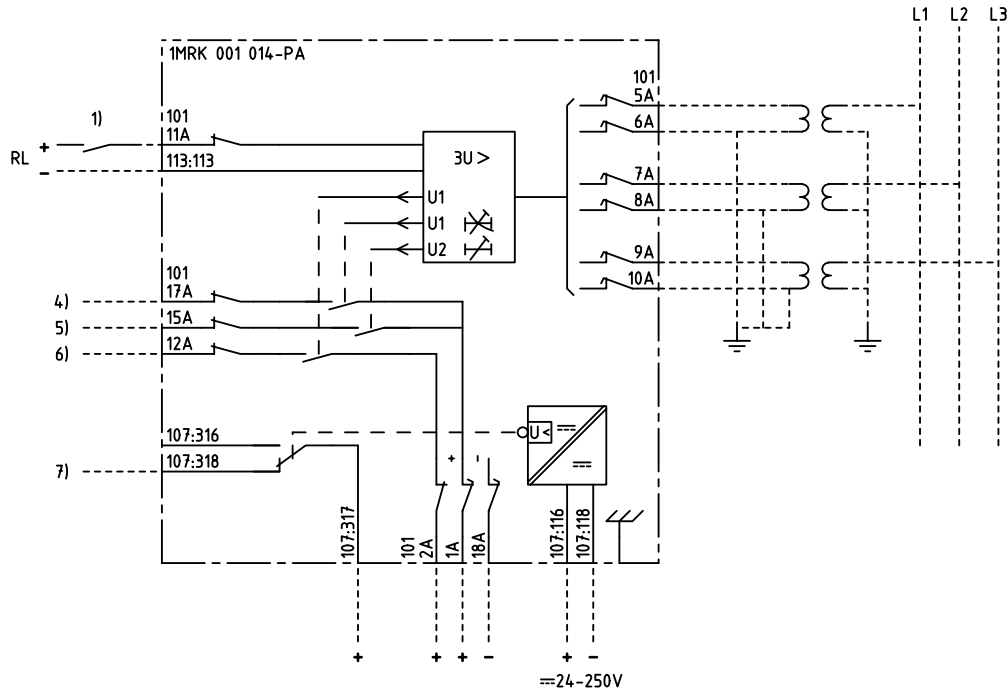 L1 L2 L3
1MRK 001 014-PA
101
5A
1)
101
RL + 11A
6A
- 113:113
3U >
7A
U1
8A
U1
U2
9A
101
10A
4) 17A
5) 15A
6) 12A
107:316
U<
7) 107:318
+ -
107:317
101
2A
1A
18A
107:116
107:118
+ + + - + -
24-250V